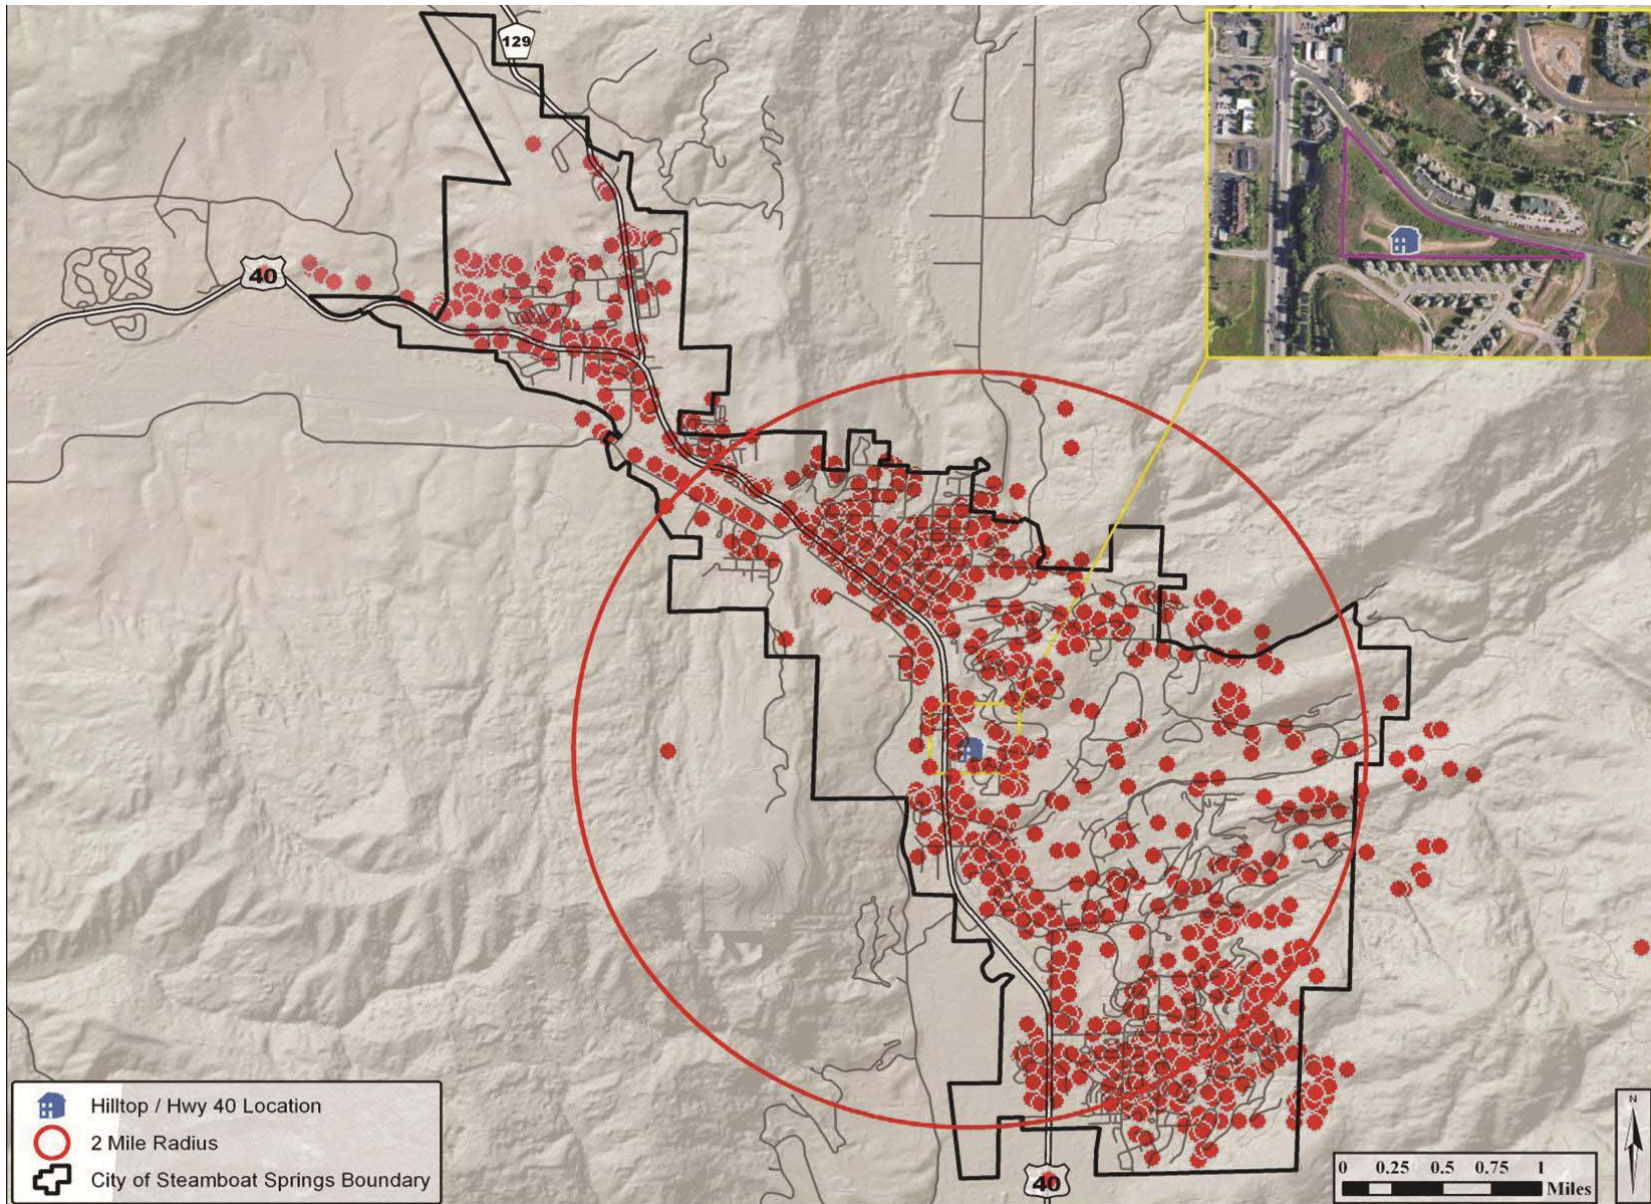 129
40
Hilltop / Hwy 40 Location
2 Mile Radius
City of Steamboat Springs Boundary
40
N
0 0.25 0.5 0.75 1
Miles